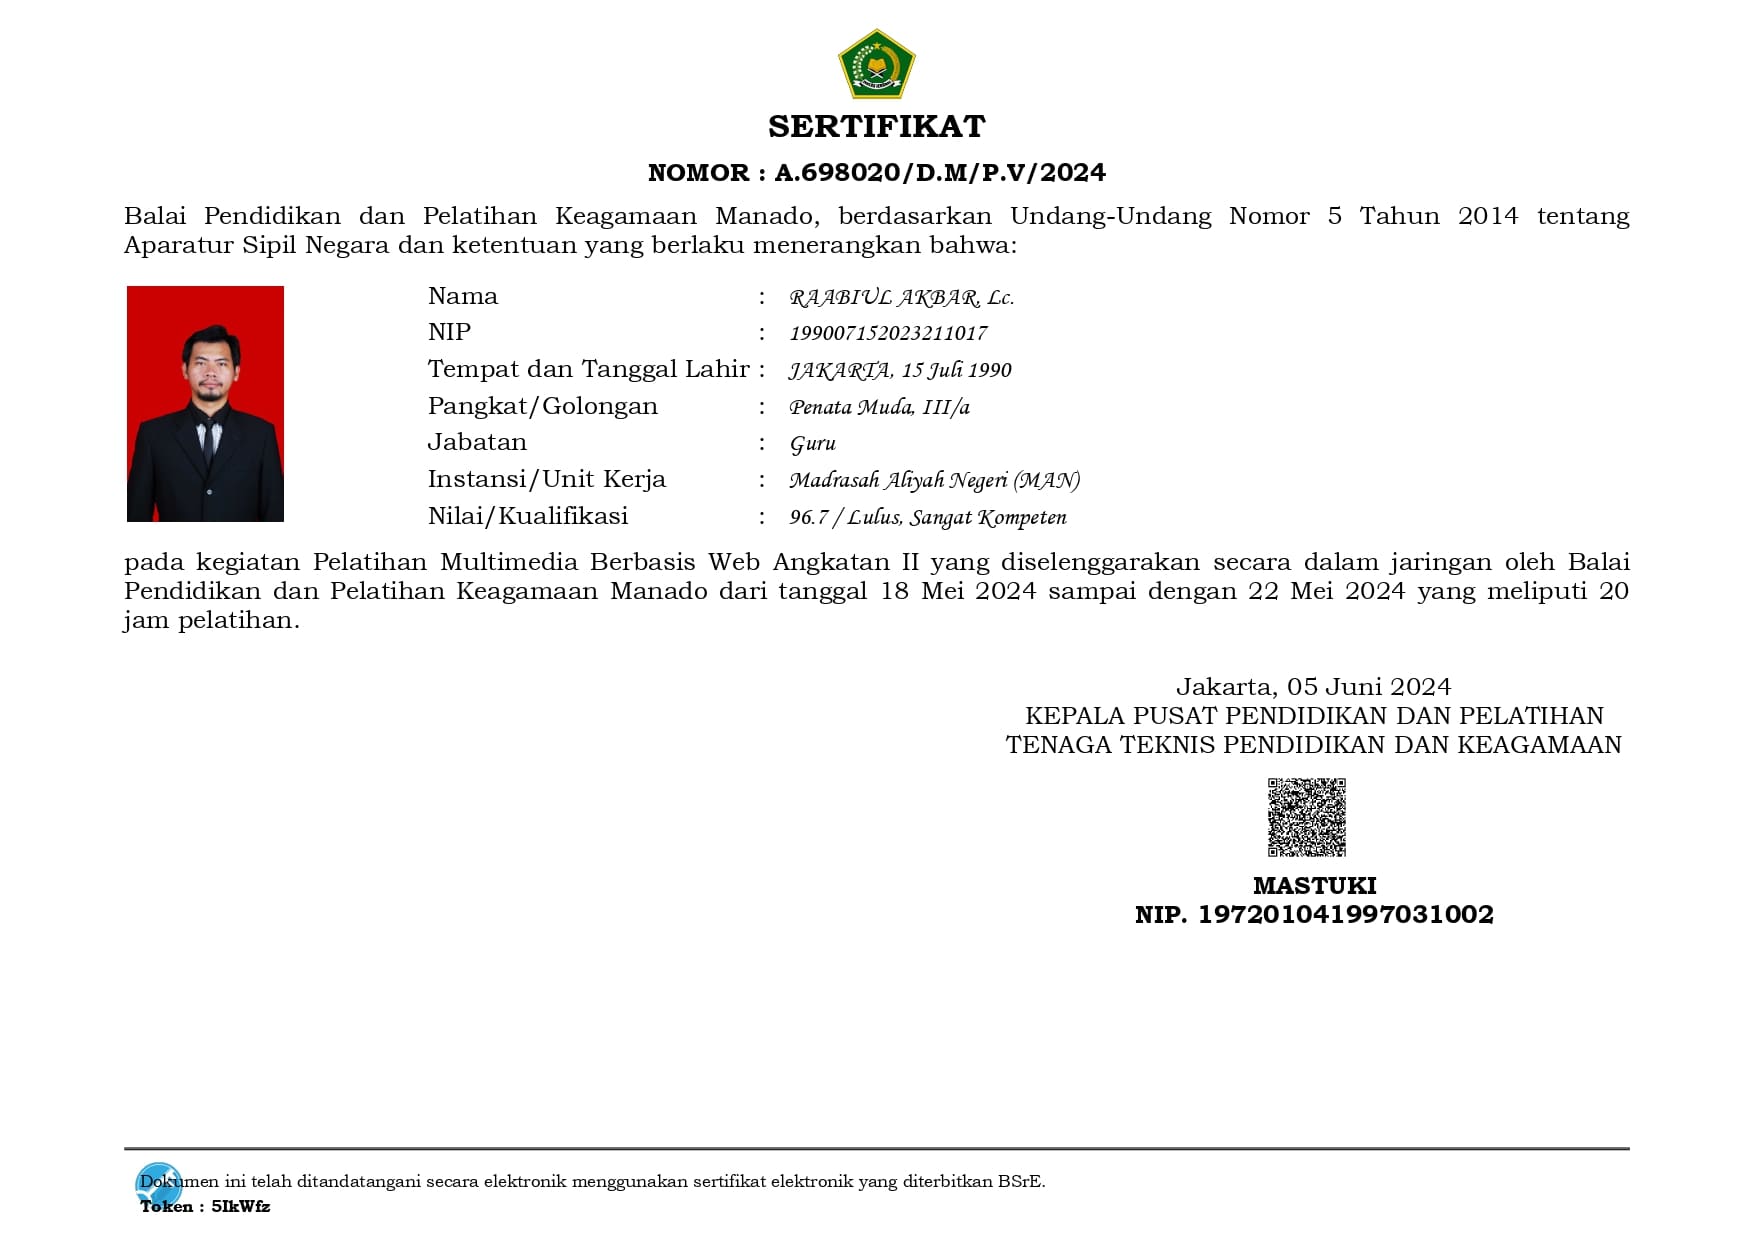 SERTIFIKAT
NOMOR : A.698020/D.M/P.V/2024
Balai Pendidikan dan Pelatihan Keagamaan Manado, berdasarkan Undang-Undang Nomor 5 Tahun 2014 tentang
Aparatur Sipil Negara dan ketentuan yang berlaku menerangkan bahwa:
Nama : RAABIUL AKBAR, Lc.
NIP : 199007152023211017
Tempat dan Tanggal Lahir : JAKARTA, 15 Juli 1990
Pangkat/Golongan : Penata Muda, III/a
Jabatan : Guru
Instansi/Unit Kerja : Madrasah Aliyah Negeri (MAN)
Nilai/Kualifikasi : 96.7 / Lulus, Sangat Kompeten
pada kegiatan Pelatihan Multimedia Berbasis Web Angkatan II yang diselenggarakan secara dalam jaringan oleh Balai
Pendidikan dan Pelatihan Keagamaan Manado dari tanggal 18 Mei 2024 sampai dengan 22 Mei 2024 yang meliputi 20
jam pelatihan.
Jakarta, 05 Juni 2024
KEPALA PUSAT PENDIDIKAN DAN PELATIHAN
TENAGA TEKNIS PENDIDIKAN DAN KEAGAMAAN
MASTUKI
NIP. 197201041997031002
Dokumen ini telah ditandatangani secara elektronik menggunakan sertifikat elektronik yang diterbitkan BSrE.
Token : 5IkWfz